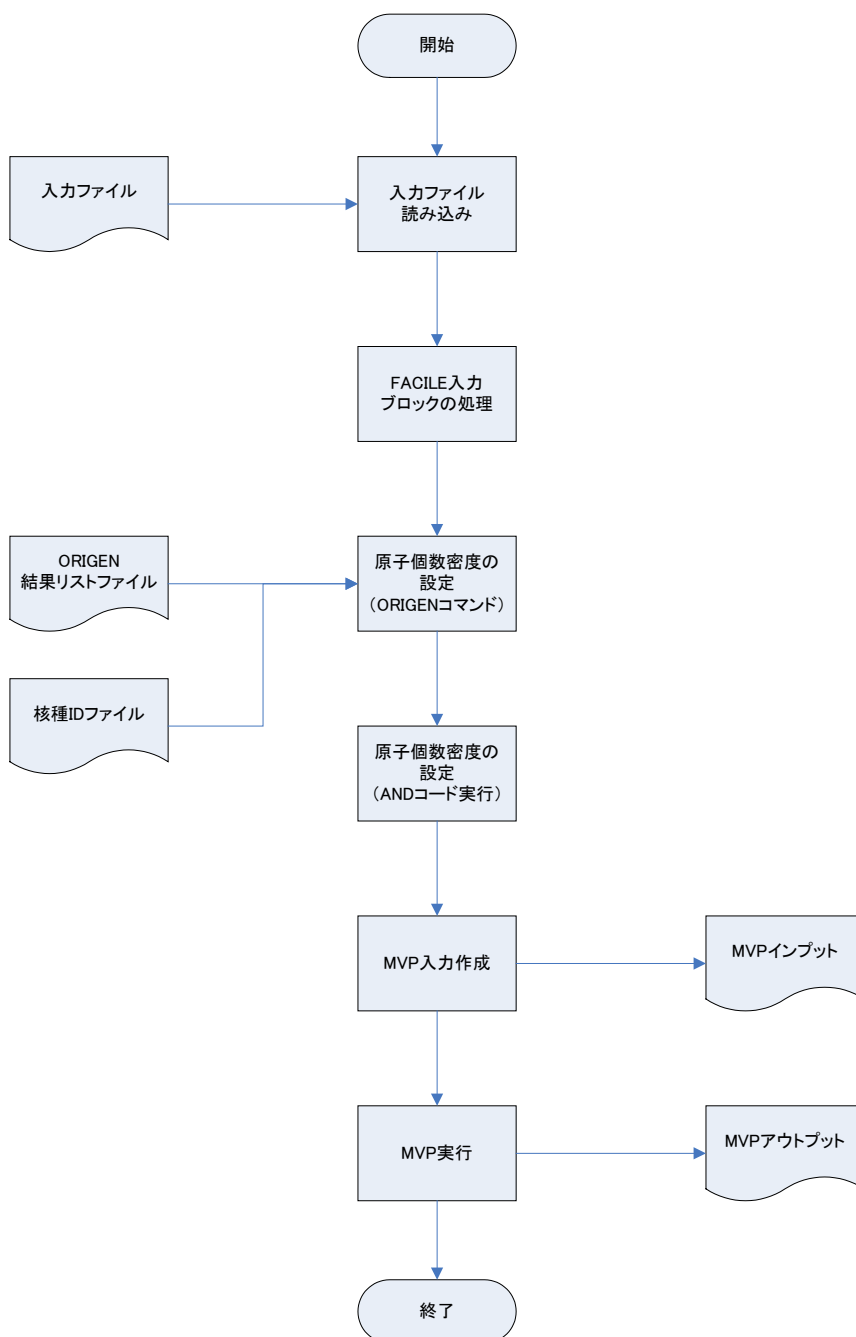 開始
入力ファイル
入力ファイル
読み込み
FACILE入力
ブロックの処理
ORIGEN
結果リストファイル
原子個数密度の
設定
（ORIGENコマンド）
核種IDファイル
原子個数密度の
設定
（ANDコード実行）
MVP入力作成
MVPインプット
MVP実行
MVPアウトプット
終了